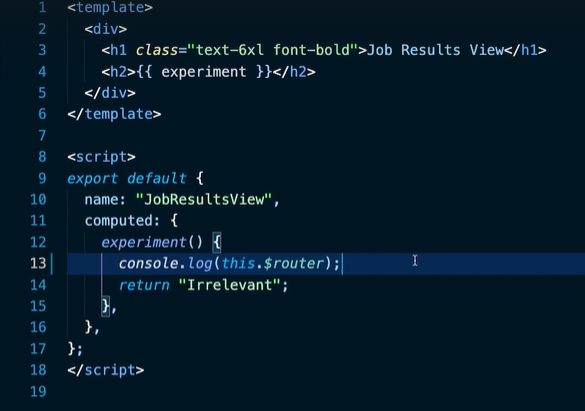 1 <template>
2 <div>
3 <h1 class="text-6xl font-bold">Job Results View</h1>
4 <h2>{{ experiment }}</h2>
5 </div>
6 </template>
7
8 <script>
9 export default {
10 name: "JobResultsView",
11 computed: {
12 experiment() {
13 console.log(this.$router);
14 return "Irrelevant";
15 },
16 },
17 };
18 </script>
19